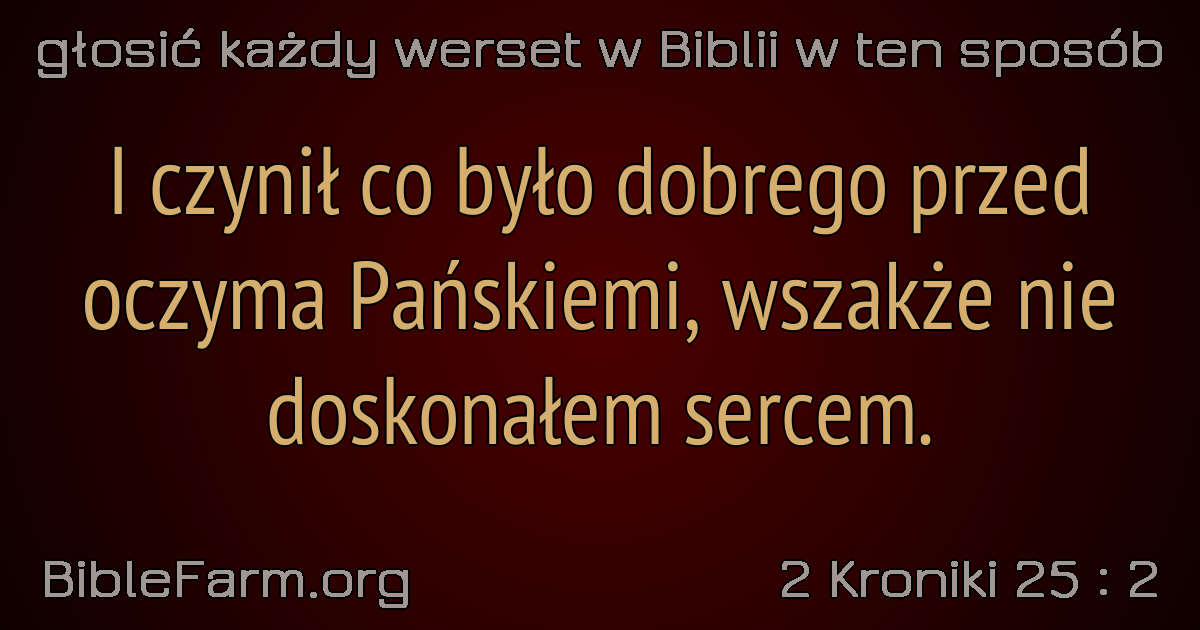 głosić każdy werset w Biblii w ten sposób
I czynił co było dobrego przed
oczyma Pańskiemi, wszakże nie
doskonałem sercem.
BibleFarm.org
2 Kroniki 25 : 2